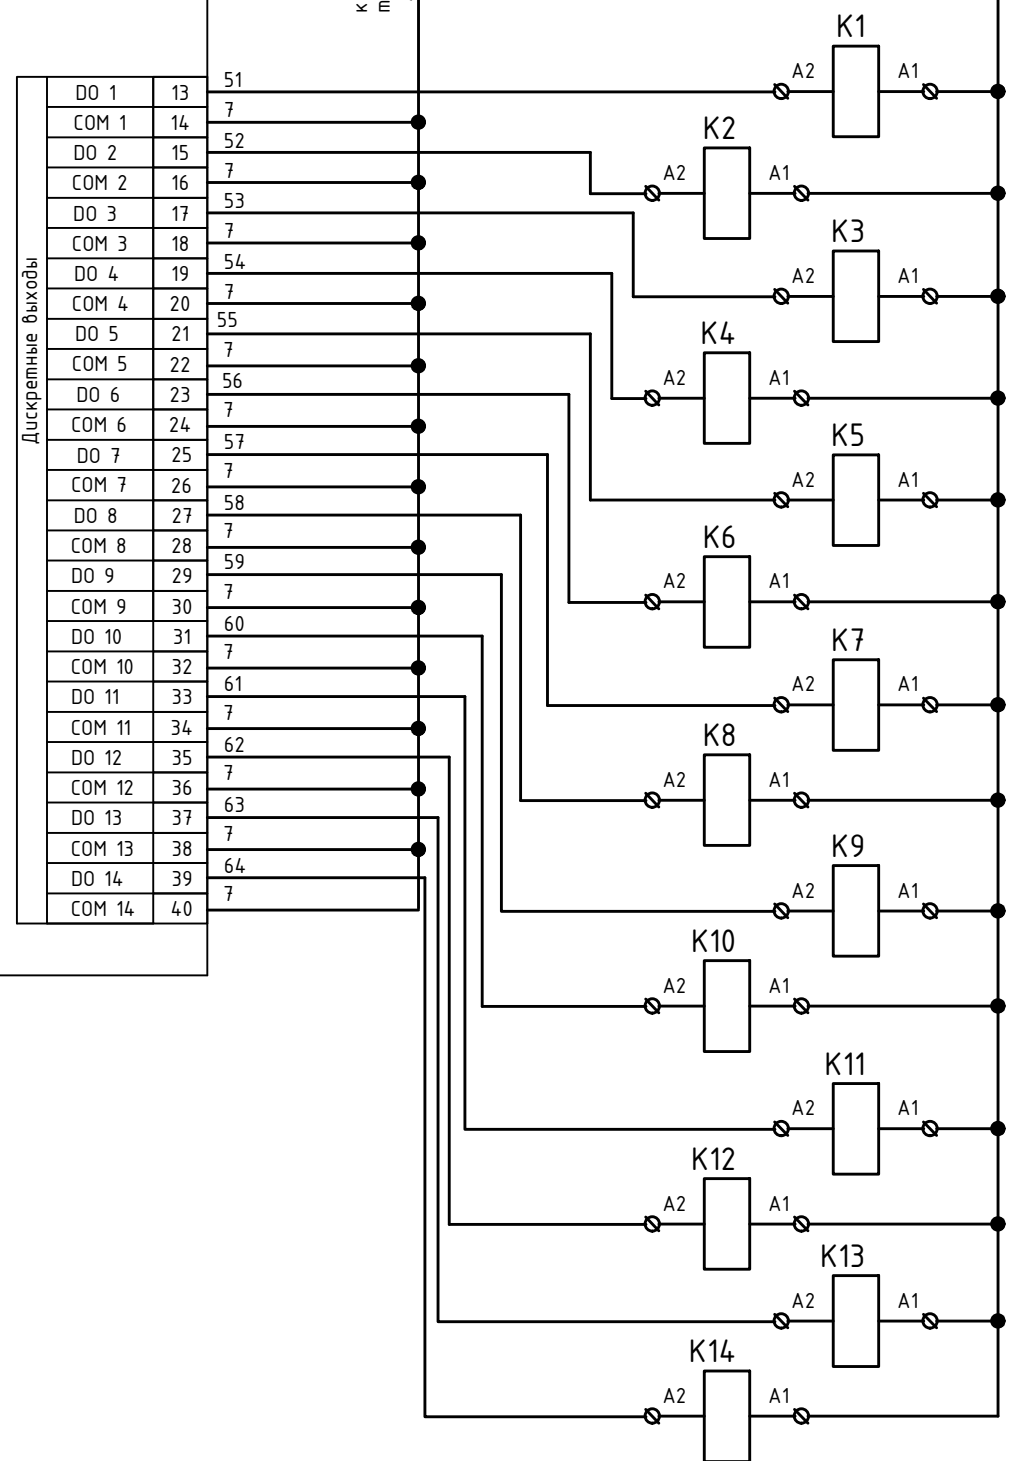 к
т
K1
A2 A1
DO 1 13 51
COM 1 14 7
K2
DO 2 15 52
A2 A1
COM 2 16 7
DO 3 17 53
K3
COM 3 18 7
A2 A1
DO 4 19 54
COM 4 20 7
DO 5 21 55
K4
COM 5 22 7
A2 A1
DO 6 23 56
COM 6 24 7
K5
DO 7 25 57
A2 A1
COM 7 26 7
DO 8 27 58
K6
COM 8 28 7
A2 A1
DO 9 29 59
COM 9 30 7
DO 10 31 60
K7
COM 10 32 7
A2 A1
DO 11 33 61
COM 11 34 7
K8
DO 12 35 62
A2 A1
COM 12 36 7
DO 13 37 63
K9
COM 13 38 7
DO 14 39 64
A2 A1
COM 14 40 7
Дискретные выходы
K10
A2 A1
K11
A2 A1
K12
A2 A1
K13
A2 A1
K14
A2 A1